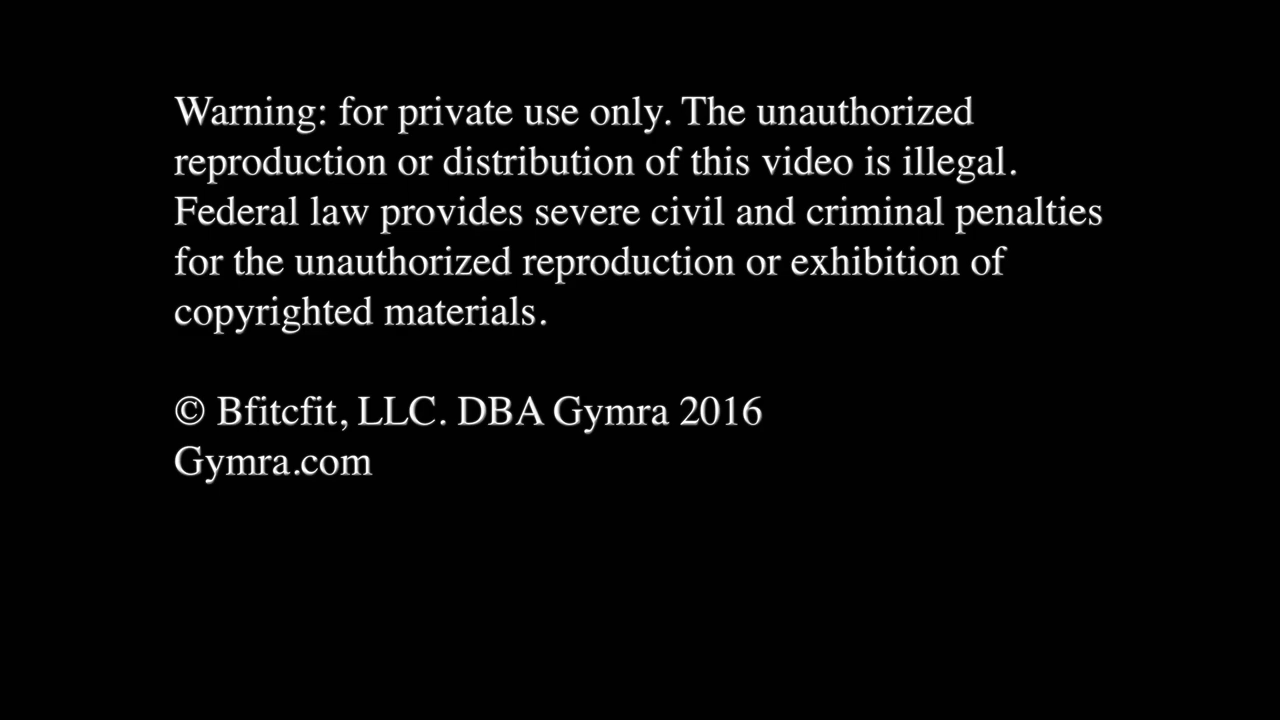 Warning: for private use only. The unauthorized
reproduction or distribution of this video is illegal.
Federal law provides severe civil and criminal penalties
for the unauthorized reproduction or exhibition of
copyrighted materials.
© Bfitcfit, LLC. DBA Gymra 2016
Gymra.com